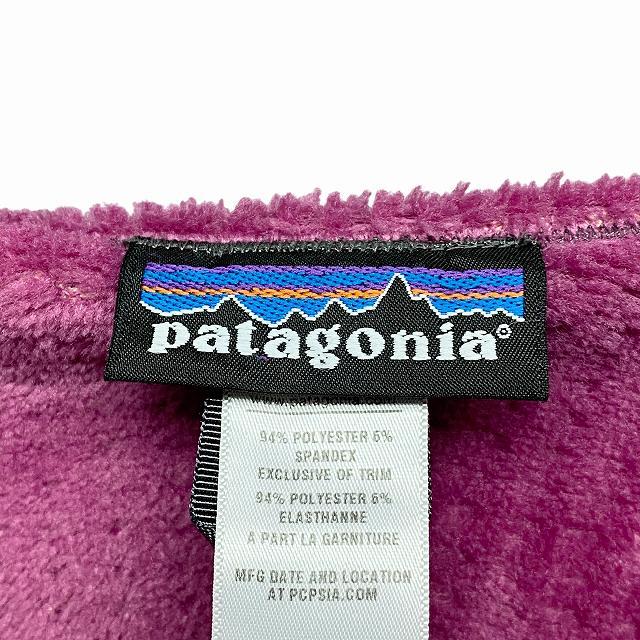 patagonia®
94% POLYESTER 6%
SPANDEX
EXCLUSIVE OF TRIM
94% POLYESTER 6%
ELASTHANNE
A PART LA GARNITURE
MFG DATE AND LOCATION
AT PCPSIA.COM